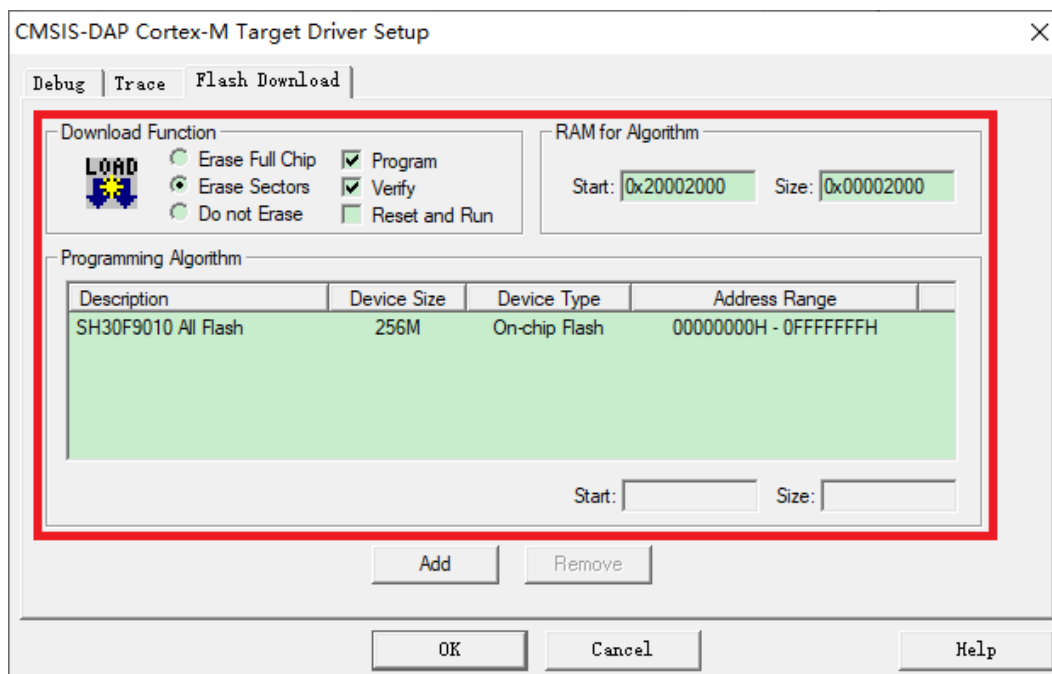 CMSIS-DAP Cortex-M Target Driver Setup
Debug Trace Flash Download
Download Function
LOAD
Erase Full Chip
Erase Sectors
Do not Erase
Program
Verify
Reset and Run
RAM for Algorithm
Start: 0x20002000 Size: 0x00002000
Programming Algorithm
Description Device Size Device Type Address Range
SH30F9010 All Flash 256M On-chip Flash 00000000H - 0FFFFFFFH
Start: Size:
Add Remove
OK Cancel Help